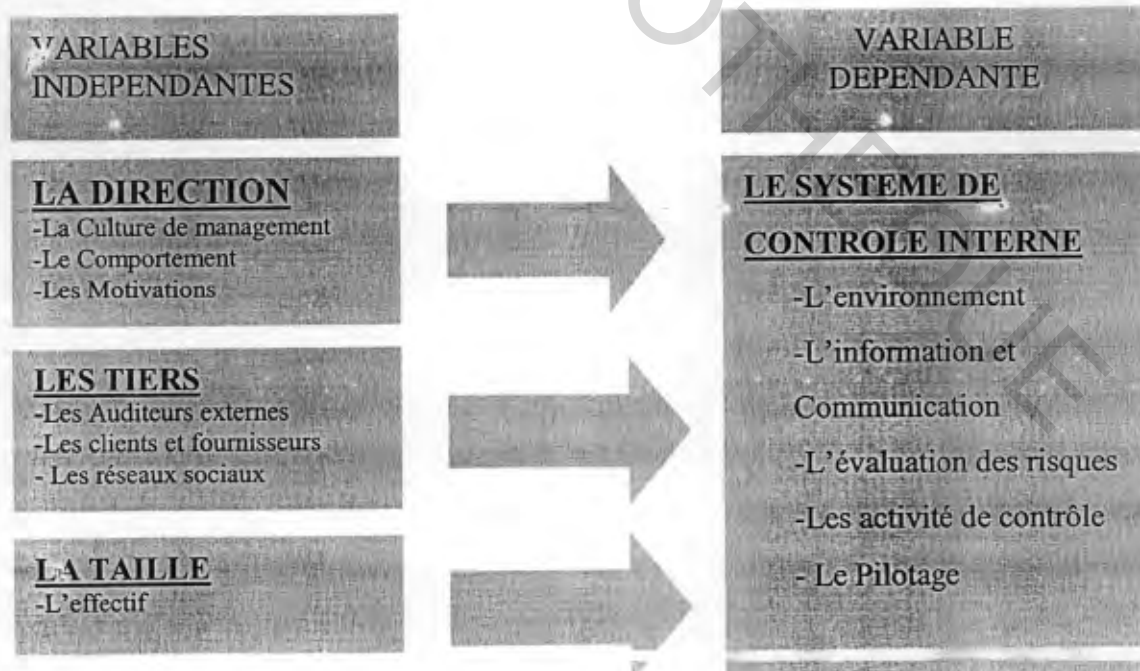 VARIABLES
INDEPENDANTES
VARIABLE
DEPENDANTE
LA DIRECTION
-La Culture de management
-Le Comportement
-Les Motivations
LES TIERS
-Les Auditeurs externes
-Les clients et fournisseurs
- Les réseaux sociaux
LA TAILLE
-L'effectif
LE SYSTEME DE
CONTROLE INTERNE
-L'environnement
-L'information et
Communication
-L'évaluation des risques
-Les activité de contrôle
- Le Pilotage